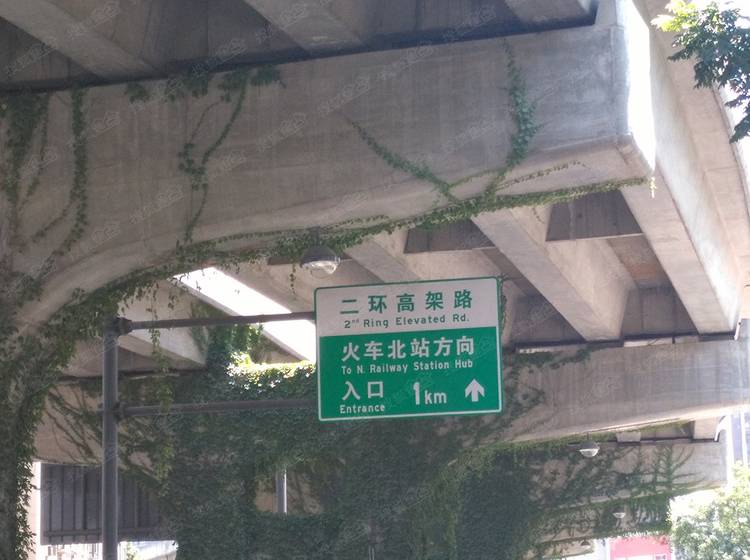 二环高架路
2nd Ring Elevated Rd.
火车北站方向
To N. Railway Station Hub
入口 1km
Entrance